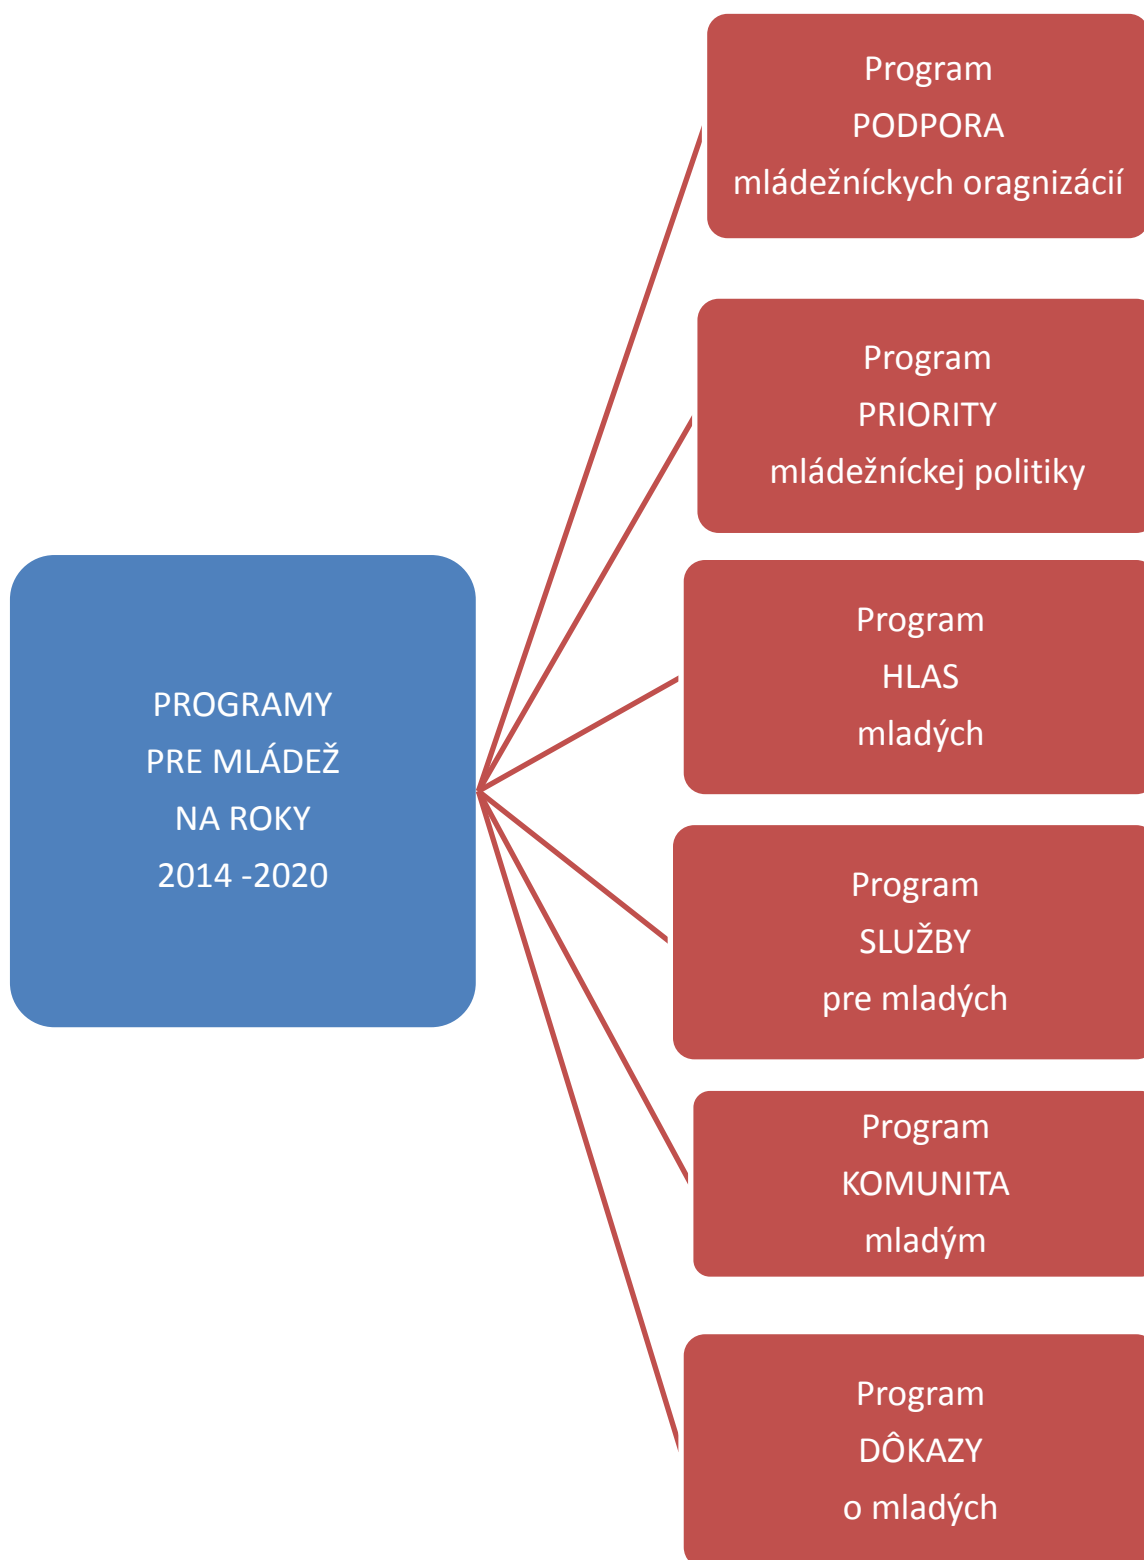 Program
PODPORA
mládežníckych oragnizácií
Program
PRIORITY
mládežníckej politiky
Program
HLAS
mladých
PROGRAMY
PRE MLÁDEŽ
NA ROKY
2014 -2020
Program
SLUŽBY
pre mladých
Program
KOMUNITA
mladým
Program
DÔKAZY
o mladých